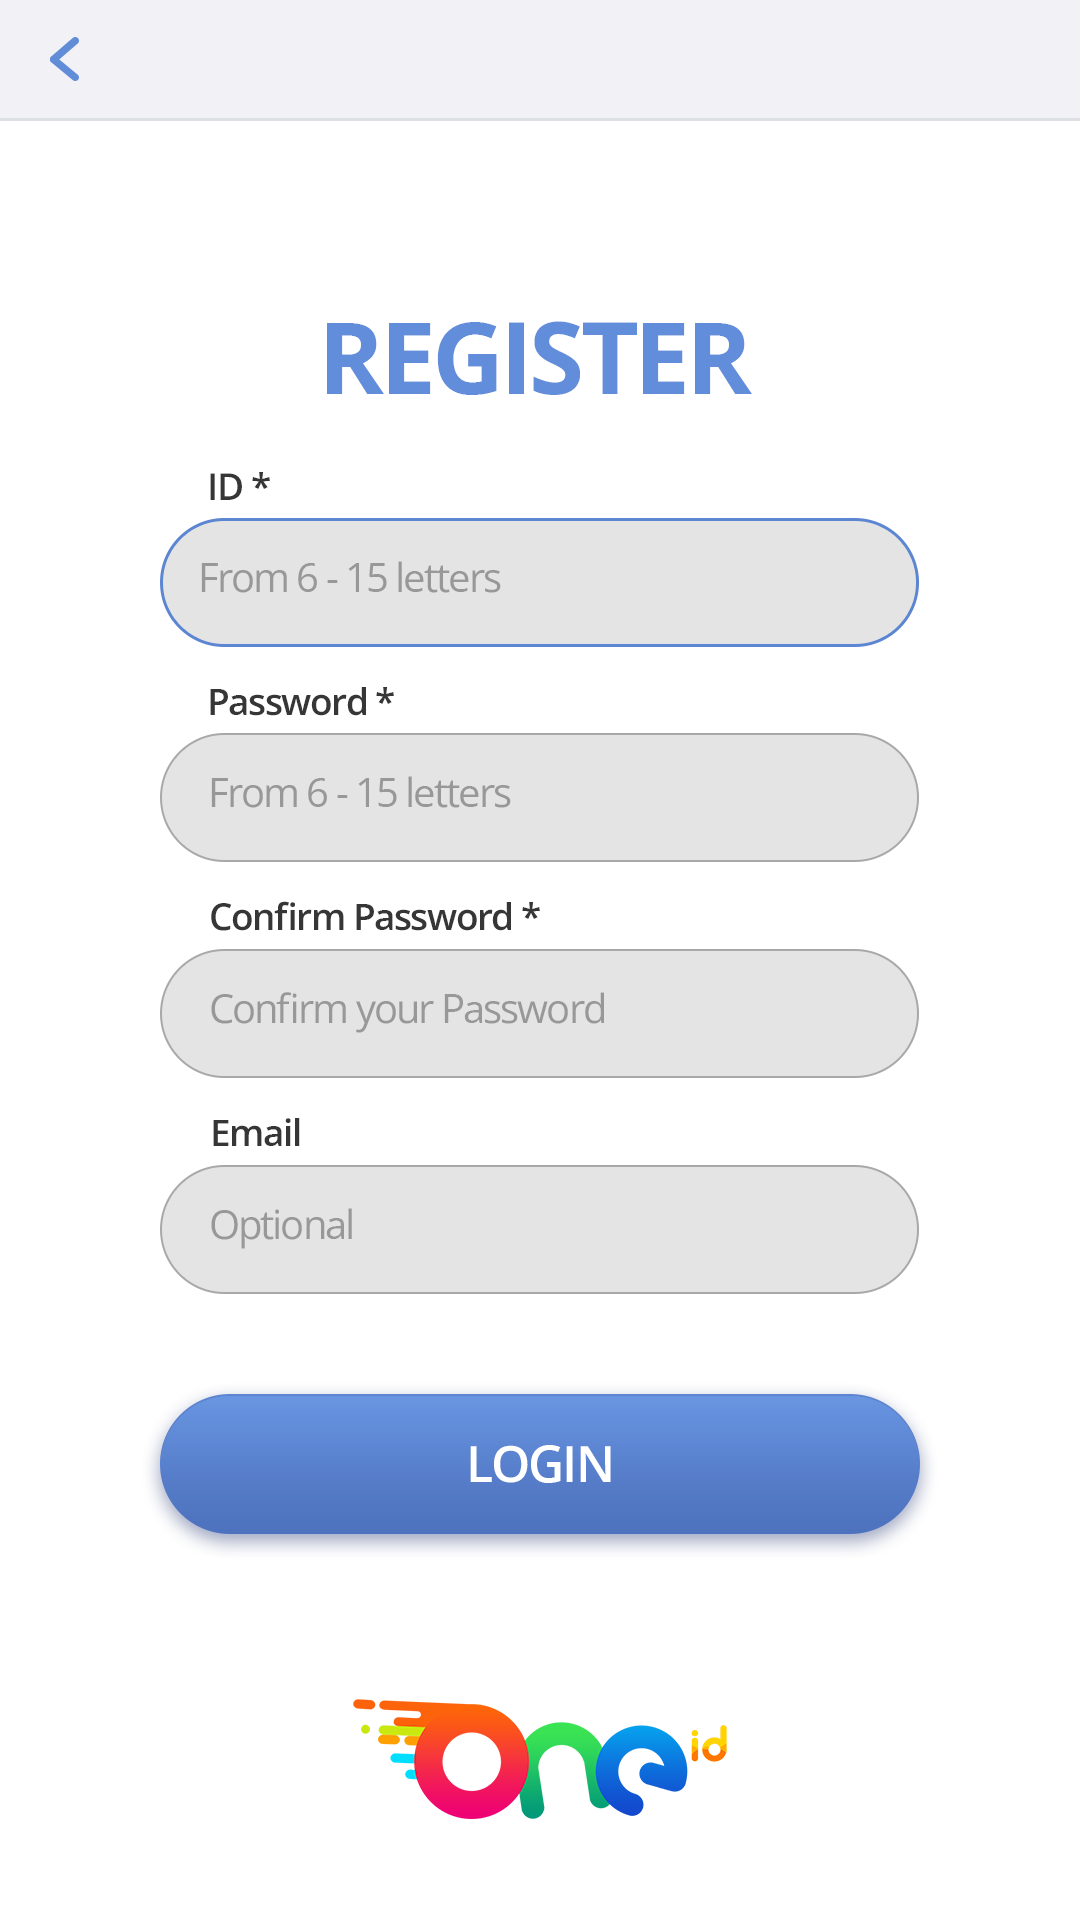 REGISTER
ID *
From 6 - 15 letters
Password *
From 6 - 15 letters
Confirm Password *
Confirm your Password
Email
Optional
LOGIN
one id